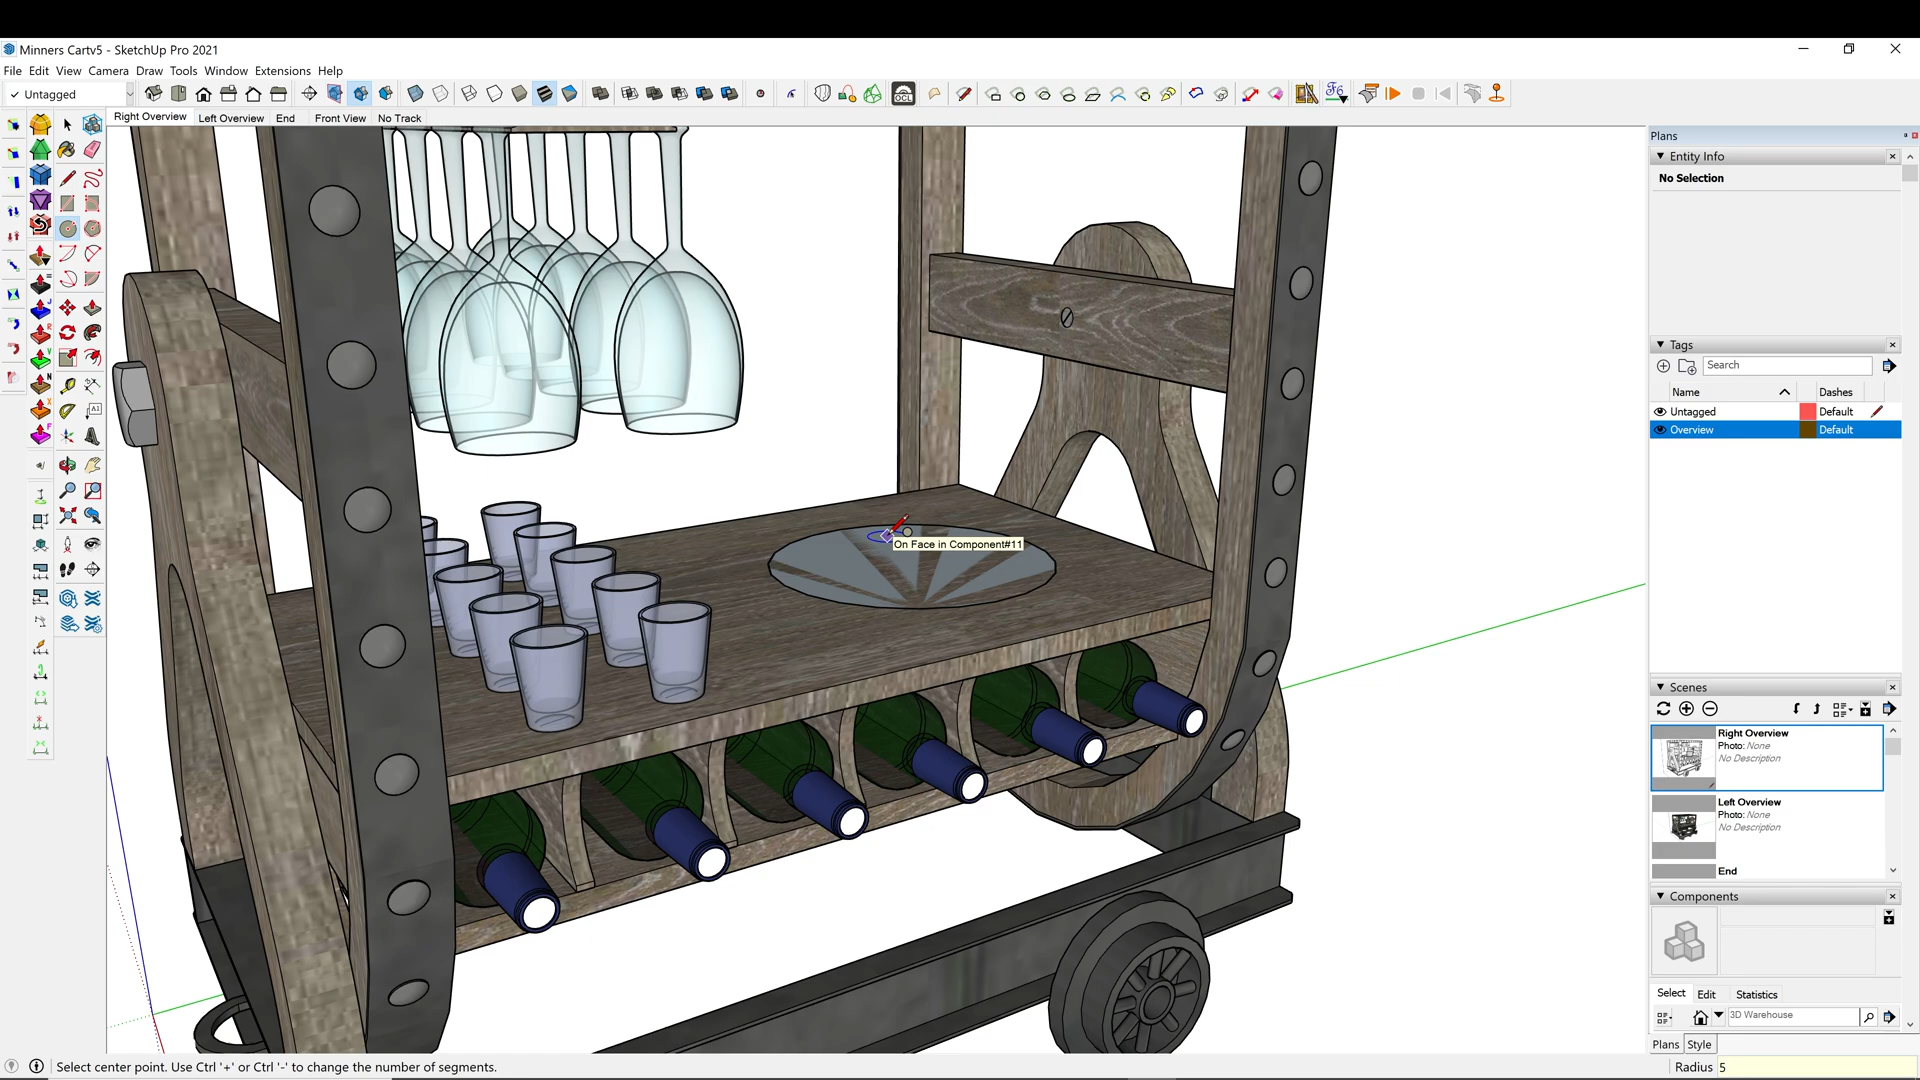 Minners Cartv5 - SketchUp Pro 2021
File Edit View Camera Draw Tools Window Extensions Help
✓ Untagged
OCL
Right Overview Left Overview End Front View No Track
Plans
Entity Info
No Selection
Tags
Search
Name Dashes
Untagged Default
Overview Default
On Face in Component#11
Scenes
Right Overview
Photo: None
No Description
Left Overview
Photo: None
No Description
End
Components
Select Edit Statistics
3D Warehouse
Plans Style
Select center point. Use Ctrl '+' or Ctrl '-' to change the number of segments.
Radius 5